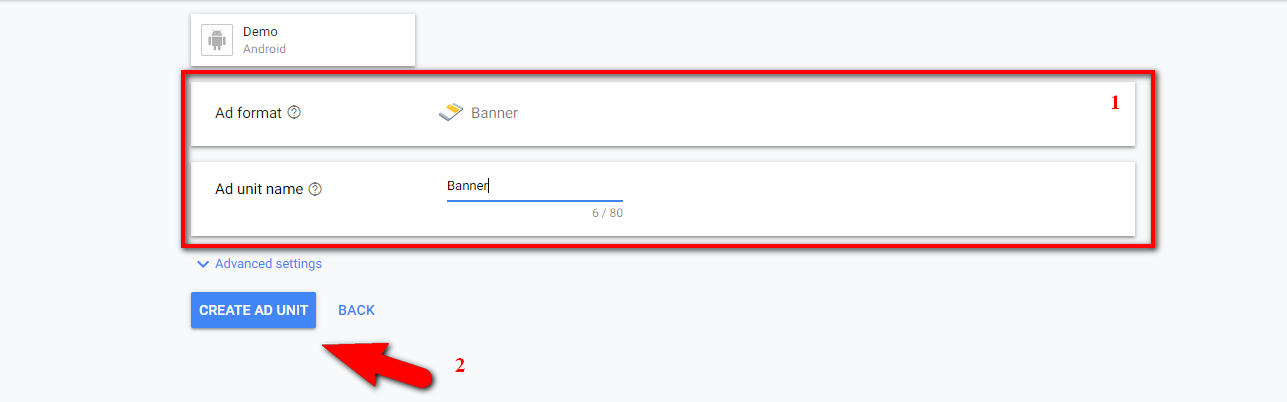 Demo
Android
1
Ad format
Banner
Ad unit name
Banner
6 / 80
Advanced settings
CREATE AD UNIT
BACK
2